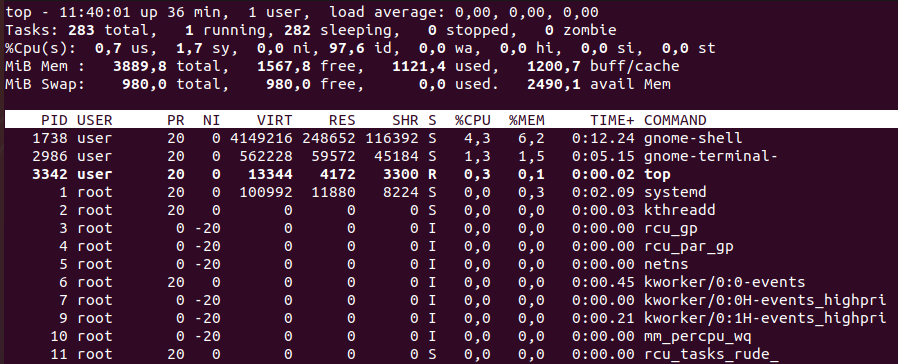 top - 11:40:01 up 36 min,  1 user,  load average: 0,00, 0,00, 0,00
Tasks: 283 total,   1 running, 282 sleeping,   0 stopped,   0 zombie
%Cpu(s):  0,7 us,  1,7 sy,  0,0 ni, 97,6 id,  0,0 wa,  0,0 hi,  0,0 si,  0,0 st
MiB Mem :   3889,8 total,   1567,8 free,   1121,4 used,   1200,7 buff/cache
MiB Swap:    980,0 total,    980,0 free,      0,0 used.   2490,1 avail Mem
PID USER      PR  NI    VIRT    RES    SHR S  %CPU  %MEM     TIME+ COMMAND
1738 user      20   0 4149216 248652 116392 S   4,3   6,2   0:12.24 gnome-shell
2986 user      20   0  562228  59572  45184 S   1,3   1,5   0:05.15 gnome-terminal-
3342 user      20   0   13344   4172   3300 R   0,3   0,1   0:00.02 top
1 root      20   0  100992  11880   8224 S   0,0   0,3   0:02.09 systemd
2 root      20   0       0      0      0 S   0,0   0,0   0:00.03 kthreadd
3 root       0 -20       0      0      0 I   0,0   0,0   0:00.00 rcu_gp
4 root       0 -20       0      0      0 I   0,0   0,0   0:00.00 rcu_par_gp
5 root       0 -20       0      0      0 I   0,0   0,0   0:00.00 netns
6 root      20   0       0      0      0 I   0,0   0,0   0:00.45 kworker/0:0-events
7 root       0 -20       0      0      0 I   0,0   0,0   0:00.00 kworker/0:0H-events_highpri
9 root       0 -20       0      0      0 I   0,0   0,0   0:00.21 kworker/0:1H-events_highpri
10 root       0 -20       0      0      0 I   0,0   0,0   0:00.00 mm_percpu_wq
11 root      20   0       0      0      0 S   0,0   0,0   0:00.00 rcu_tasks_rude_